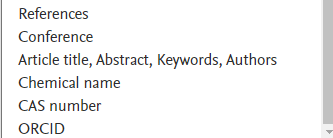 References
Conference
Article title, Abstract, Keywords, Authors
Chemical name
CAS number
ORCID